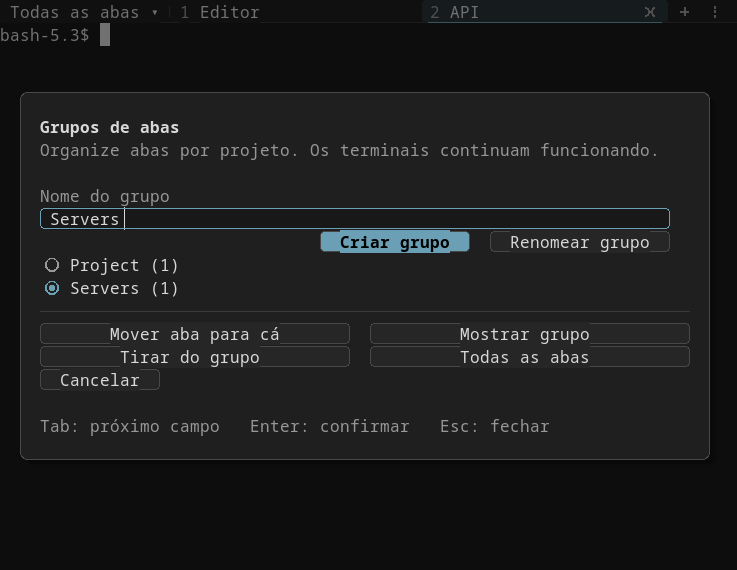 Todas as abas ▾ 1 Editor 2 API × + ⋮
bash-5.3$
Grupos de abas
Organize abas por projeto. Os terminais continuam funcionando.
Nome do grupo
Servers
Criar grupo Renomear grupo
Project (1)
Servers (1)
Mover aba para cá Mostrar grupo
Tirar do grupo Todas as abas
Cancelar
Tab: próximo campo Enter: confirmar Esc: fechar